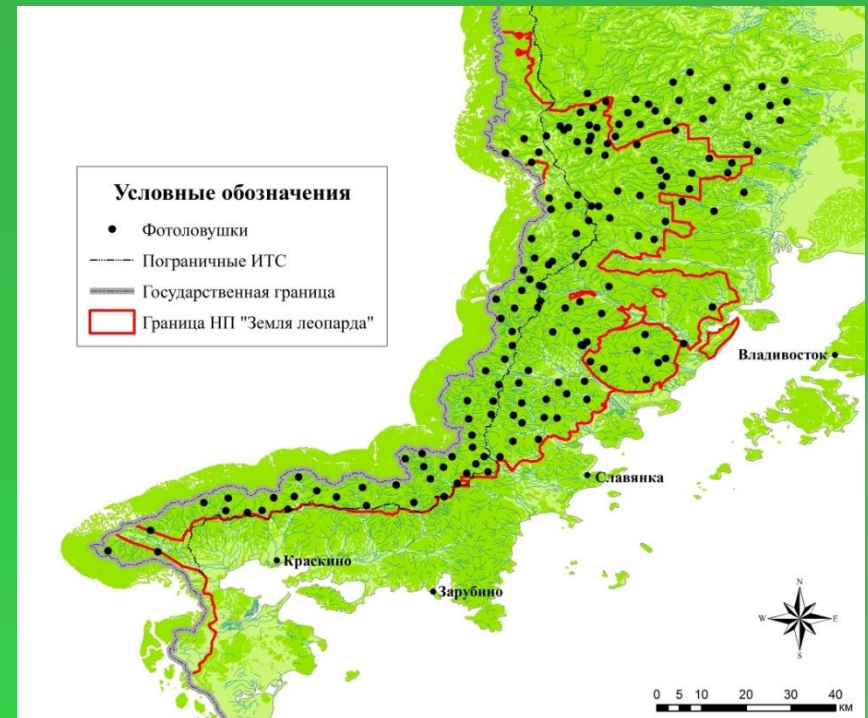 Условные обозначения
Фотоловушки
Пограничные ИТС
Государственная граница
Граница НП "Земля леопарда"
Владивосток
Славянка
Краскино
Зарубино
N
W E
S
0 5 10 20 30 40
КМ